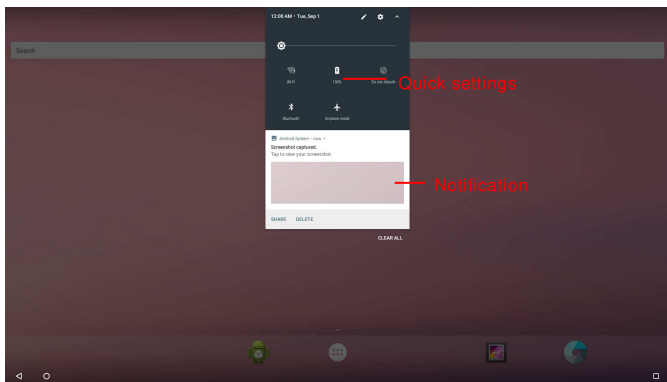 12:00 AM • Tue, Sep 1
Search
Wi-Fi
100%
Do not disturb
Quick settings
Bluetooth
Airplane mode
Android System • now
Screenshot captured.
Tap to view your screenshot.
Notification
SHARE DELETE
CLEAR ALL